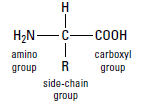 H
H₂N—C—COOH
amino carboxyl
group R group
side-chain
group